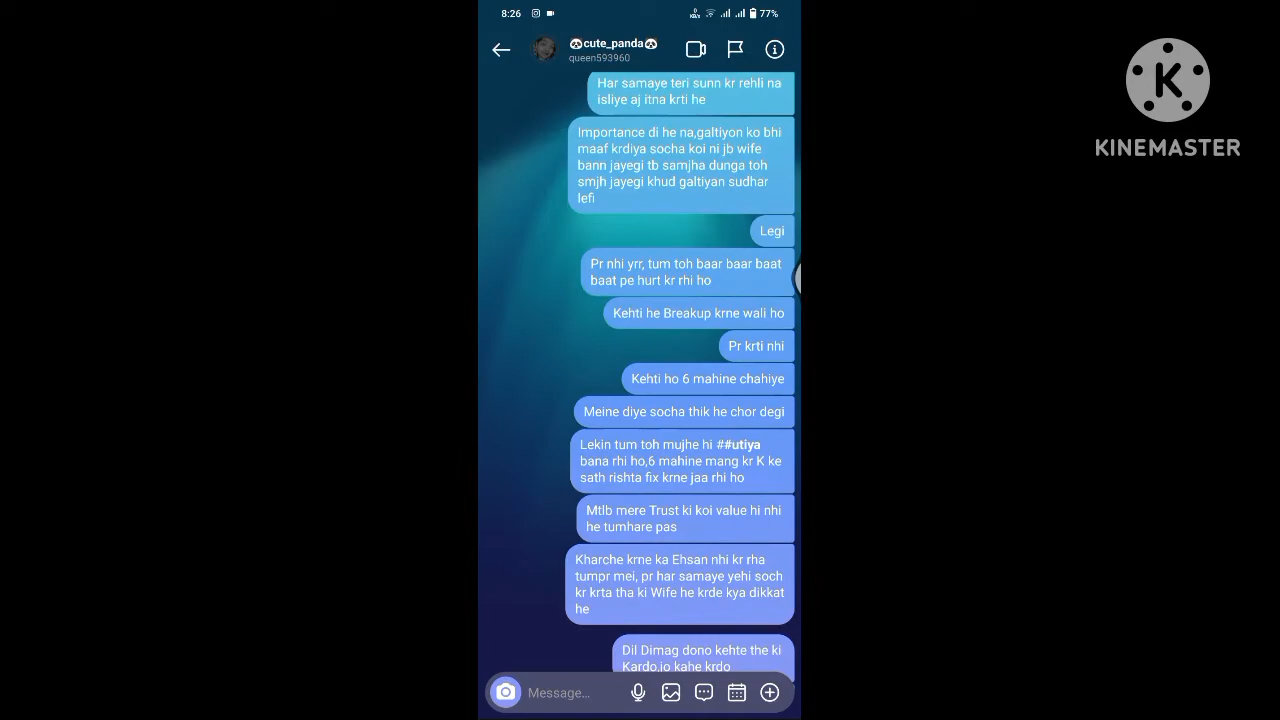 8:26
0
KB/s
77%
🐼cute_panda🐼
queen593960
Har samaye teri sunn kr rehli na
isliye aj itna krti he
Importance di he na,galtiyon ko bhi
maaf krdiya socha koi ni jb wife
bann jayegi tb samjha dunga toh
smjh jayegi khud galtiyan sudhar
lefi
Legi
Pr nhi yrr, tum toh baar baar baat
baat pe hurt kr rhi ho
Kehti he Breakup krne wali ho
Pr krti nhi
Kehti ho 6 mahine chahiye
Meine diye socha thik he chor degi
Lekin tum toh mujhe hi ##utiya
bana rhi ho,6 mahine mang kr K ke
sath rishta fix krne jaa rhi ho
Mtlb mere Trust ki koi value hi nhi
he tumhare pas
Kharche krne ka Ehsan nhi kr rha
tumpr mei, pr har samaye yehi soch
kr krta tha ki Wife he krde kya dikkat
he
Dil Dimag dono kehte the ki
Kardo,jo kahe krdo
Message...
K
KINEMASTER